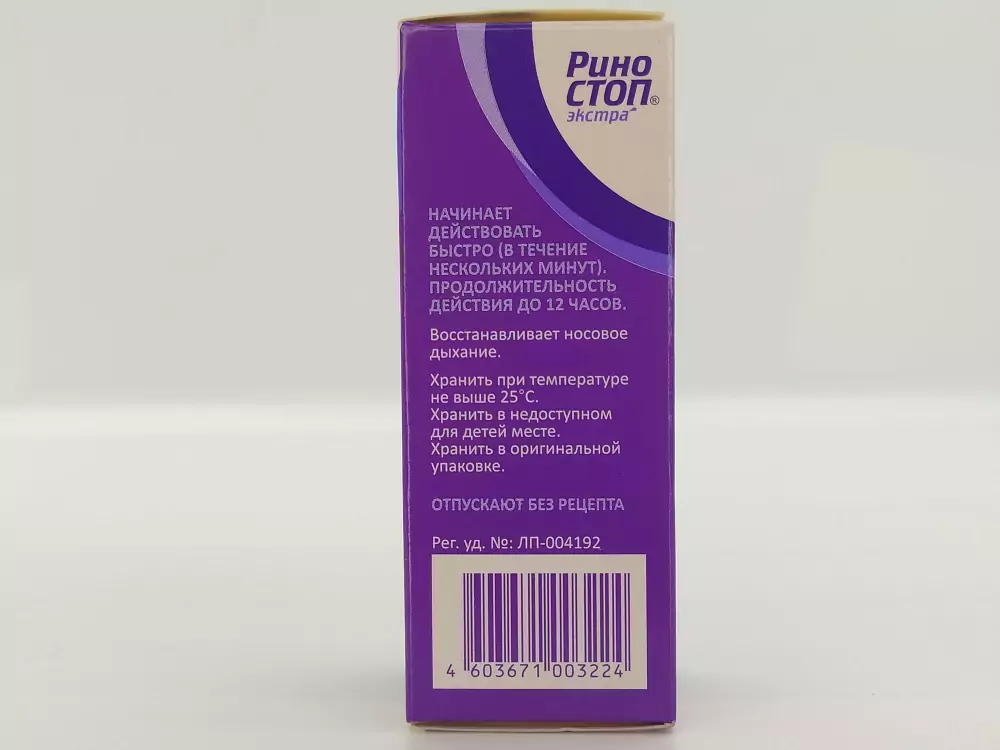 Рино
СТОП®
экстра
НАЧИНАЕТ
ДЕЙСТВОВАТЬ
БЫСТРО (В ТЕЧЕНИЕ
НЕСКОЛЬКИХ МИНУТ).
ПРОДОЛЖИТЕЛЬНОСТЬ
ДЕЙСТВИЯ ДО 12 ЧАСОВ.
Восстанавливает носовое
дыхание.
Хранить при температуре
не выше 25°С.
Хранить в недоступном
для детей месте.
Хранить в оригинальной
упаковке.
ОТПУСКАЮТ БЕЗ РЕЦЕПТА
Рег. уд. №: ЛП-004192
4 603671 003224